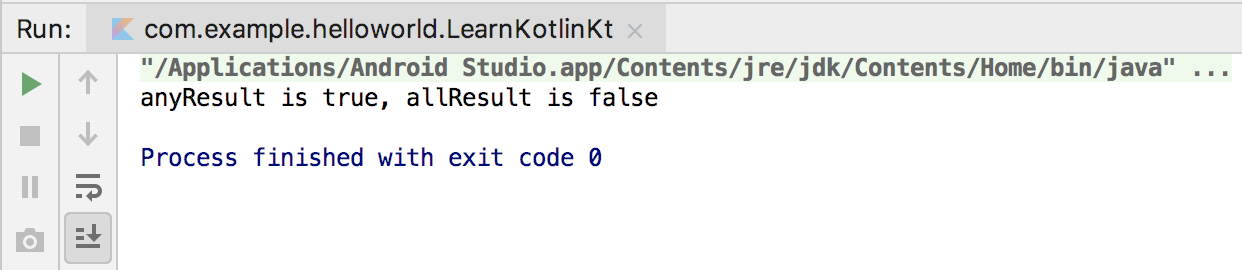 Run: com.example.helloworld.LearnKotlinKt
"/Applications/Android Studio.app/Contents/jre/jdk/Contents/Home/bin/java" ...
anyResult is true, allResult is false
Process finished with exit code 0